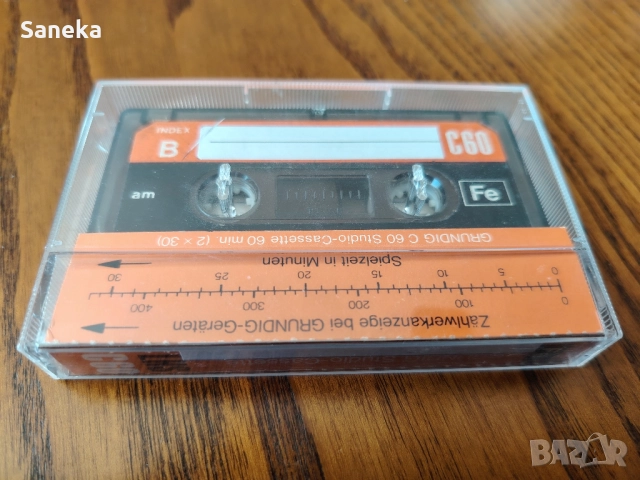 Saneka
INDEX
B
C60
am
Fe
GRUNDIG C 60 Studio-Cassette 60 min. (2 x 30)
Spielzeit in Minuten
0 5 10 15 20 25 30
0 100 200 300 400
Zählwerkanzeige bei GRUNDIG-Geräten
BAZAR